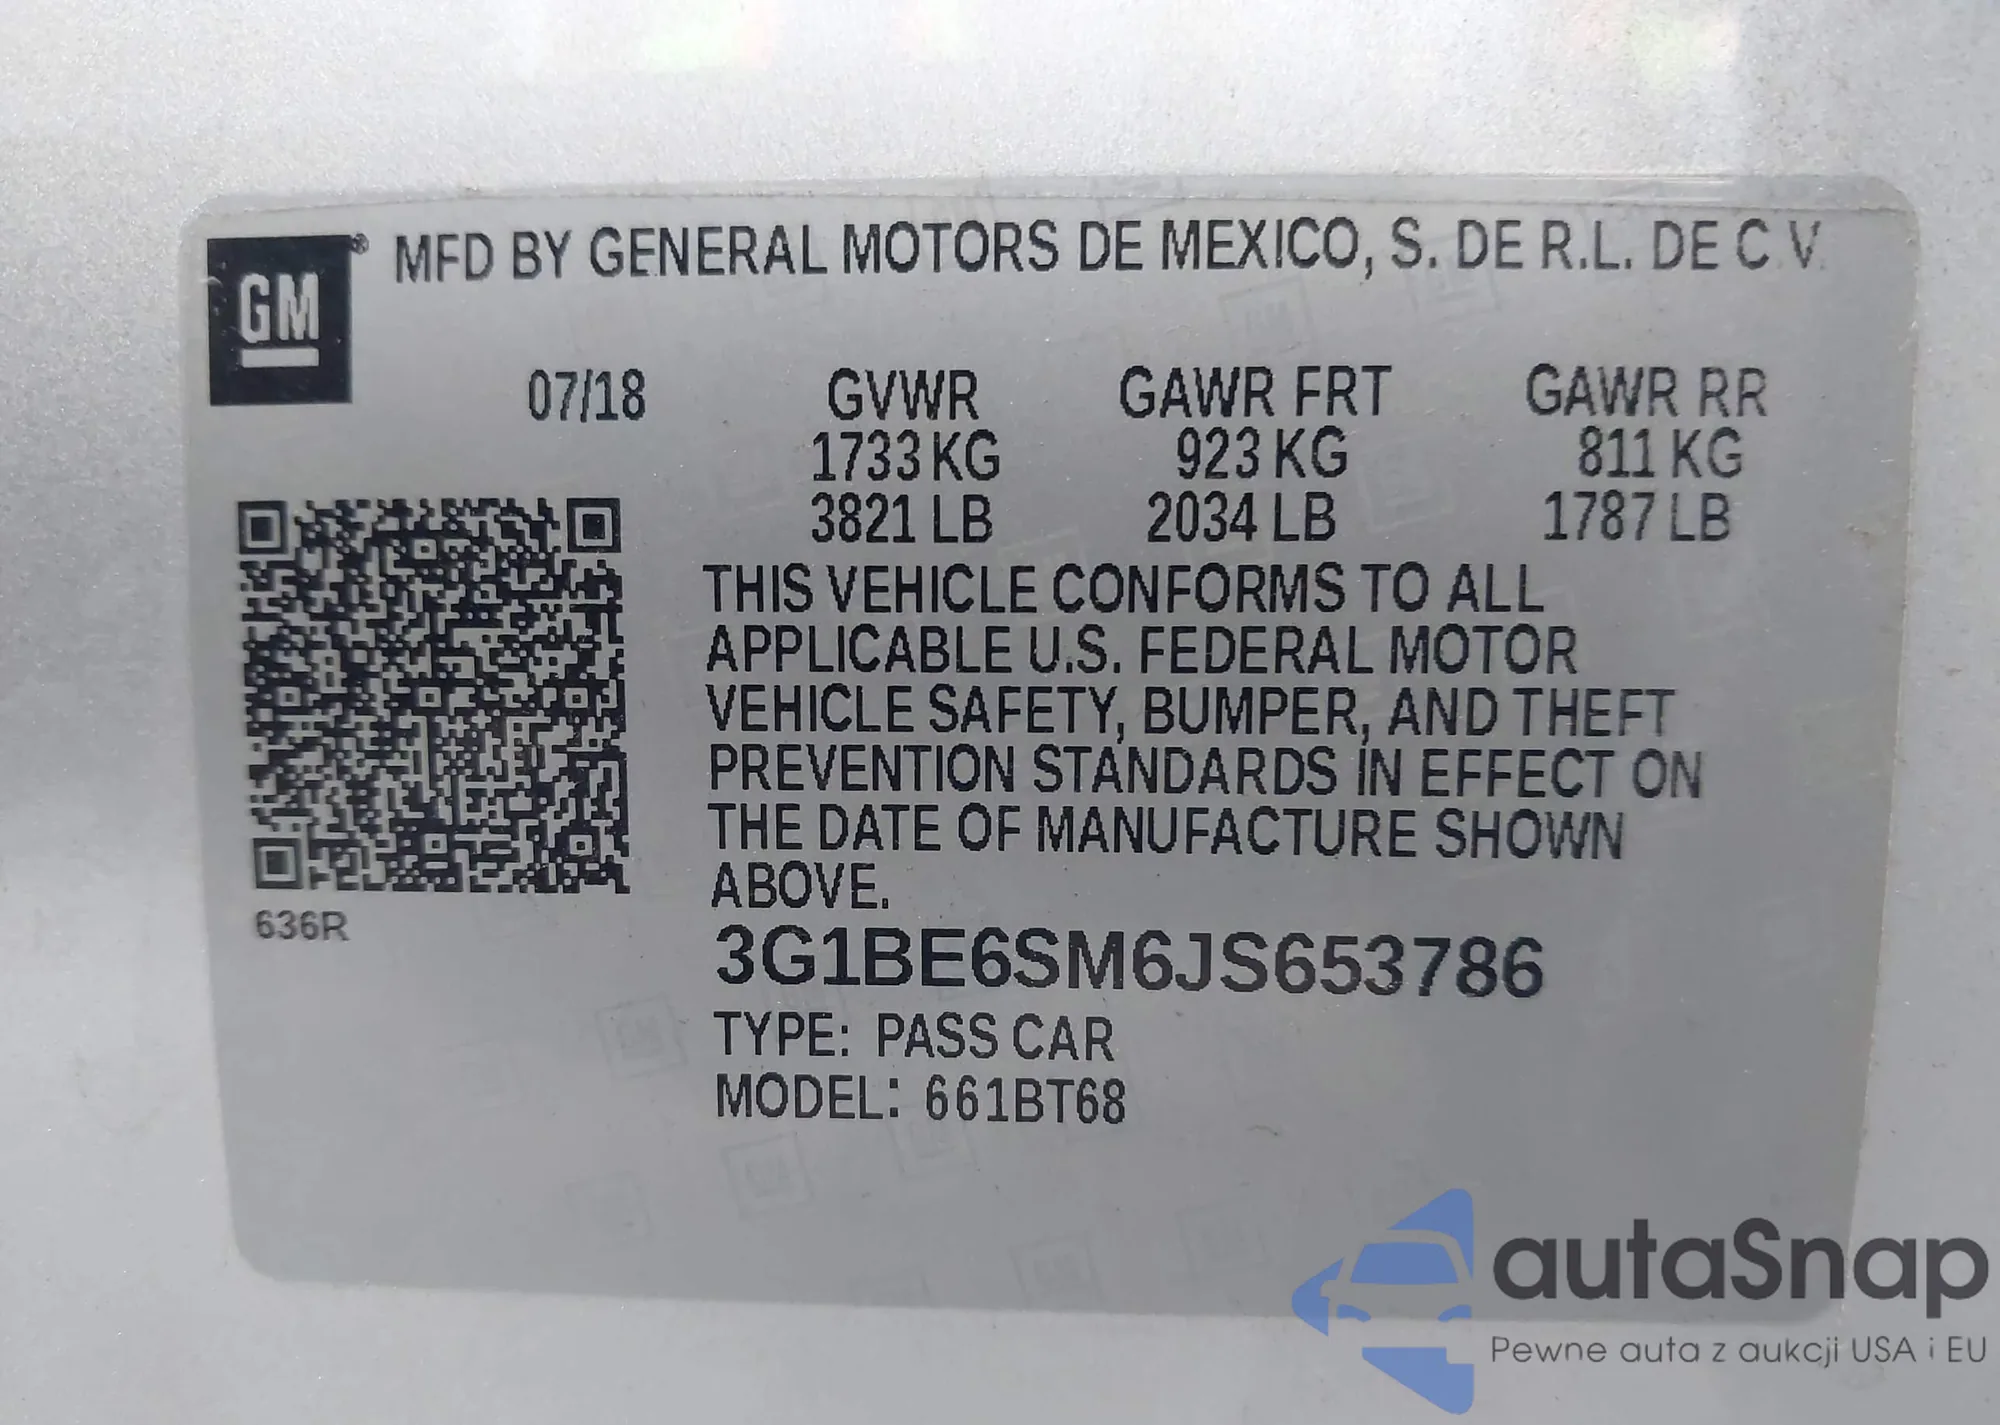 GM ® MFD BY GENERAL MOTORS DE MEXICO, S. DE R.L. DE C V.
07/18 GVWR GAWR FRT GAWR RR
1733 KG 923 KG 811 KG
3821 LB 2034 LB 1787 LB
THIS VEHICLE CONFORMS TO ALL
APPLICABLE U.S. FEDERAL MOTOR
VEHICLE SAFETY, BUMPER, AND THEFT
PREVENTION STANDARDS IN EFFECT ON
THE DATE OF MANUFACTURE SHOWN
ABOVE.
636R
3G1BE6SM6JS653786
TYPE: PASS CAR
MODEL: 661BT68
autaSnap
Pewne auta z aukcji USA i EU